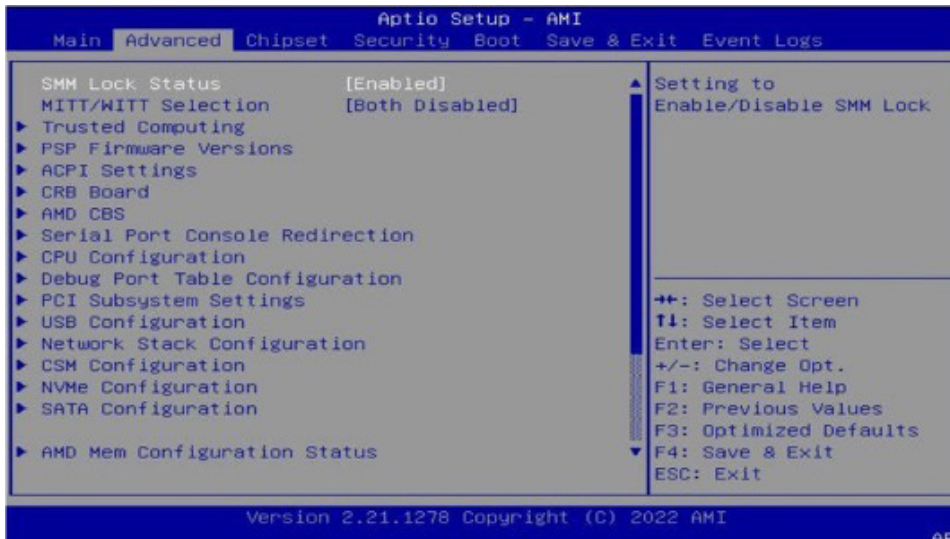 Aptio Setup – AMI
Main Advanced Chipset Security Boot Save & Exit Event Logs
SMM Lock Status [Enabled]
MITT/WITT Selection [Both Disabled]
Trusted Computing
PSP Firmware Versions
ACPI Settings
CRB Board
AMD CBS
Serial Port Console Redirection
CPU Configuration
Debug Port Table Configuration
PCI Subsystem Settings
USB Configuration
Network Stack Configuration
CSM Configuration
NVMe Configuration
SATA Configuration
AMD Mem Configuration Status
Setting to
Enable/Disable SMM Lock
→←: Select Screen
↑↓: Select Item
Enter: Select
+/-: Change Opt.
F1: General Help
F2: Previous Values
F3: Optimized Defaults
F4: Save & Exit
ESC: Exit
Version 2.21.1278 Copyright (C) 2022 AMI